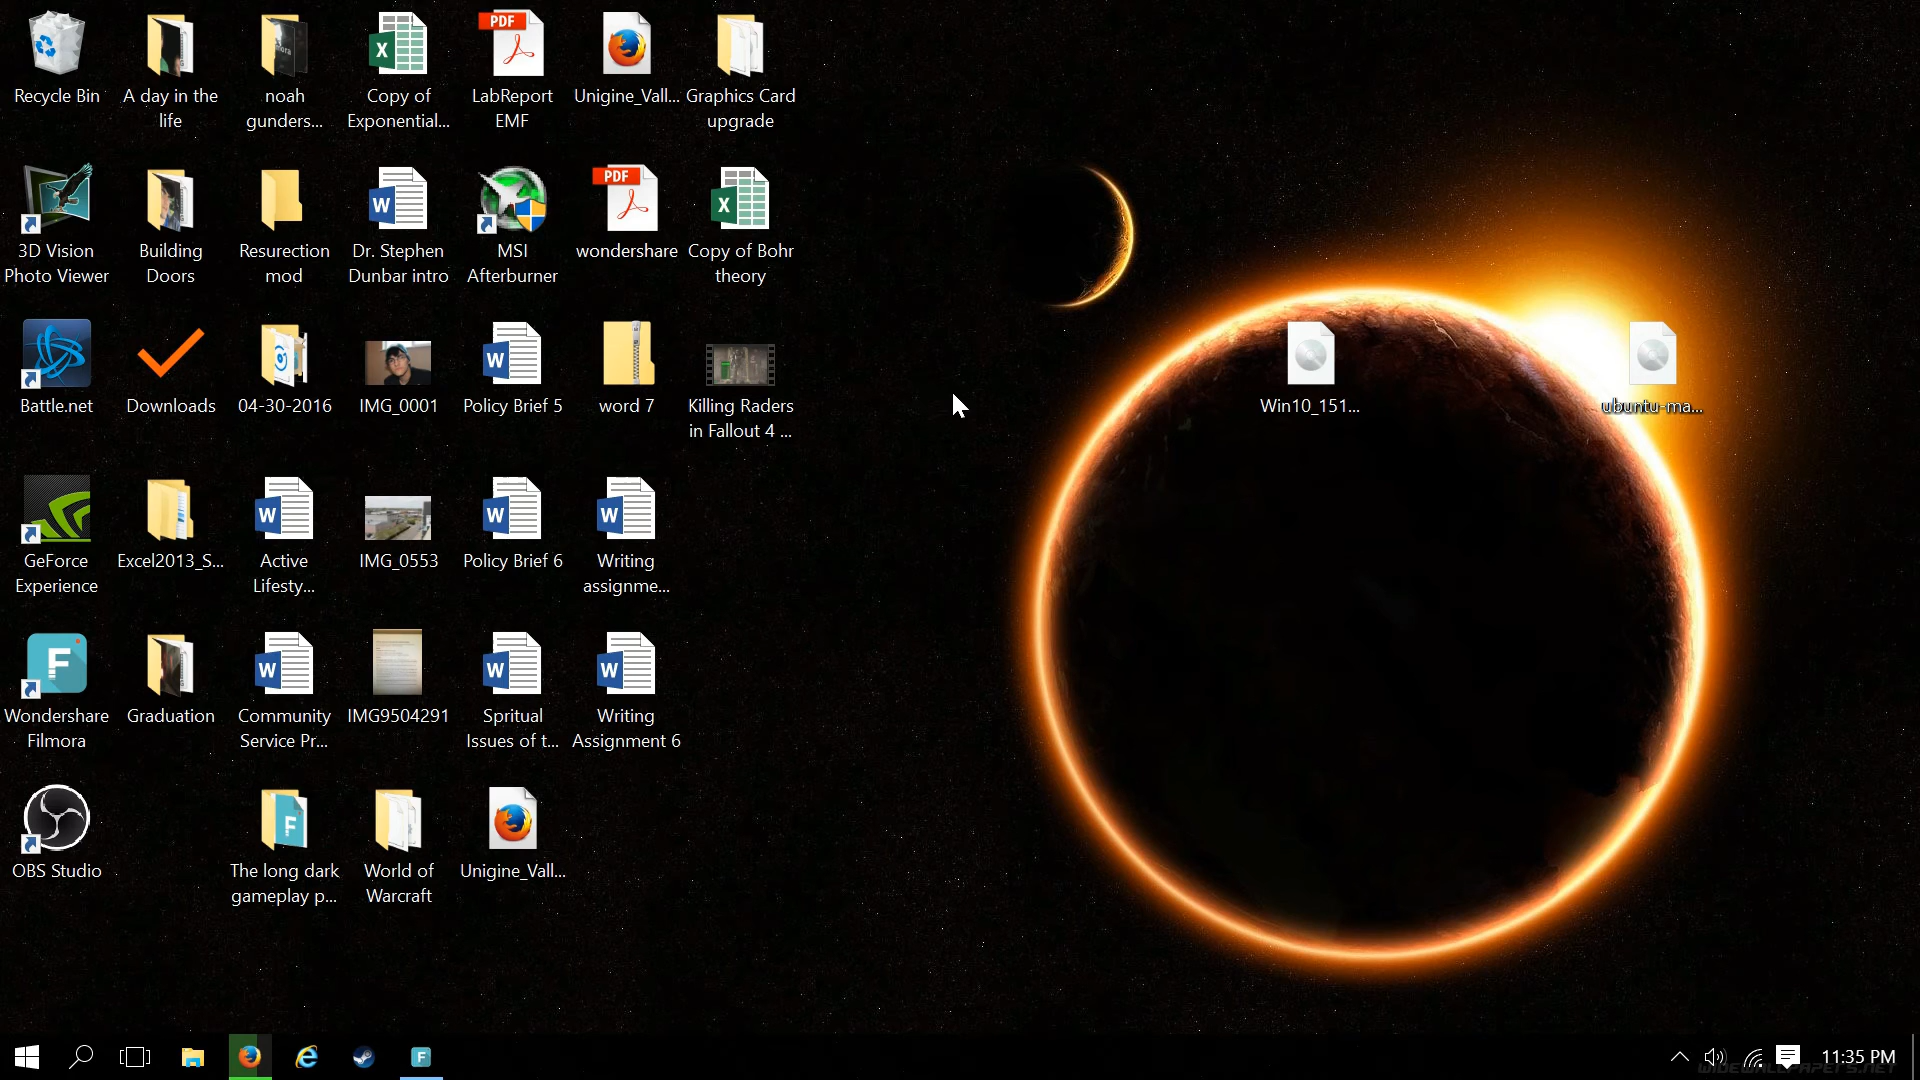 Recycle Bin
A day in the
life
noah
gunders...
Copy of
Exponential...
PDF
LabReport
EMF
Unigine_Vall...
Graphics Card
upgrade
3D Vision
Photo Viewer
Building
Doors
Resurection
mod
W
Dr. Stephen
Dunbar intro
MSI
Afterburner
PDF
wondershare
X
Copy of Bohr
theory
Battle.net
Downloads
04-30-2016
IMG_0001
W
Policy Brief 5
word 7
Killing Raders
in Fallout 4 ...
GeForce
Experience
Excel2013_S...
W
Active
Lifesty...
IMG_0553
W
Policy Brief 6
W
Writing
assignme...
F
Wondershare
Filmora
Graduation
W
Community
Service Pr...
IMG9504291
W
Spritual
Issues of t...
W
Writing
Assignment 6
OBS Studio
F
The long dark
gameplay p...
World of
Warcraft
Unigine_Vall...
Win10_151...
ubuntu-ma...
F
11:35 PM
WIDEWALLPAPERS.NET